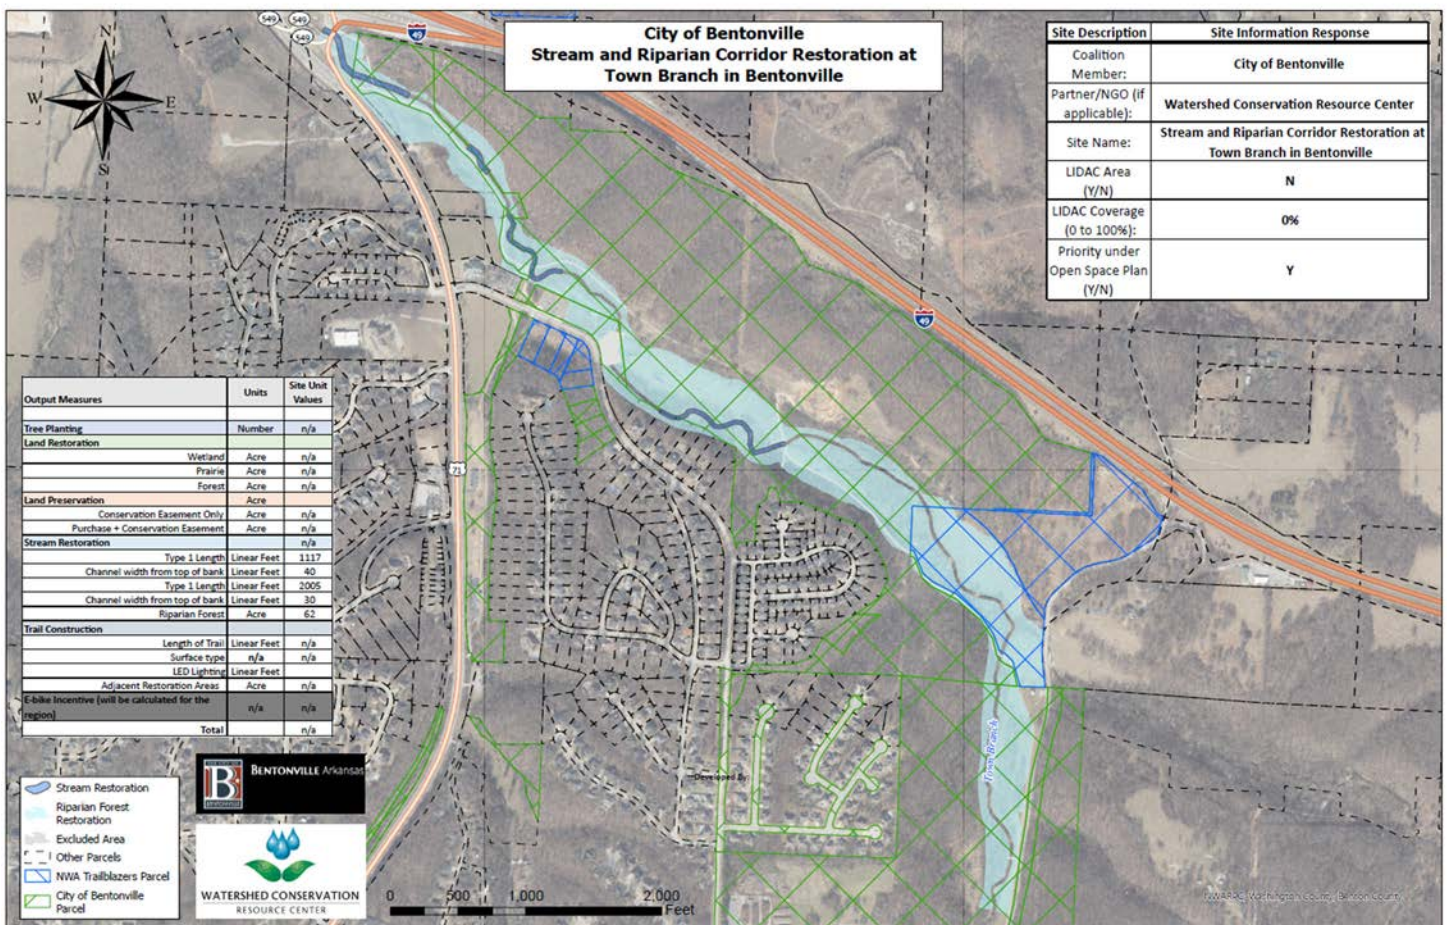 City of Bentonville
Stream and Riparian Corridor Restoration at
Town Branch in Bentonville
Site Description Site Information Response
Coalition
Member: City of Bentonville
Partner/NGO (if
applicable): Watershed Conservation Resource Center
Site Name: Stream and Riparian Corridor Restoration at
Town Branch in Bentonville
LIDAC Area
(Y/N) N
LIDAC Coverage
(0 to 100%): 0%
Priority under
Open Space Plan
(Y/N) Y
N
W E
S
549
549
549
49
49
71
Output Measures Units Site Unit
Values
Tree Planting Number n/a
Land Restoration
Wetland Acre n/a
Prairie Acre n/a
Forest Acre n/a
Land Preservation Acre
Conservation Easement Only Acre n/a
Purchase + Conservation Easement Acre n/a
Stream Restoration n/a
Type 1 Length Linear Feet 1117
Channel width from top of bank Linear Feet 40
Type 1 Length Linear Feet 2005
Channel width from top of bank Linear Feet 30
Riparian Forest Acre 62
Trail Construction
Length of Trail Linear Feet n/a
Surface type n/a n/a
LED Lighting Linear Feet
Adjacent Restoration Areas Acre n/a
E-bike Incentive (will be calculated for the
region) n/a n/a
Total n/a
Town Branch
Developed By:
Stream Restoration
Riparian Forest
Restoration
Excluded Area
Other Parcels
NWA Trailblazers Parcel
City of Bentonville
Parcel
B
BENTONVILLE
BENTONVILLE Arkansas
WATERSHED CONSERVATION
RESOURCE CENTER
0 500 1,000 2,000
Feet
Washington County, Benton County